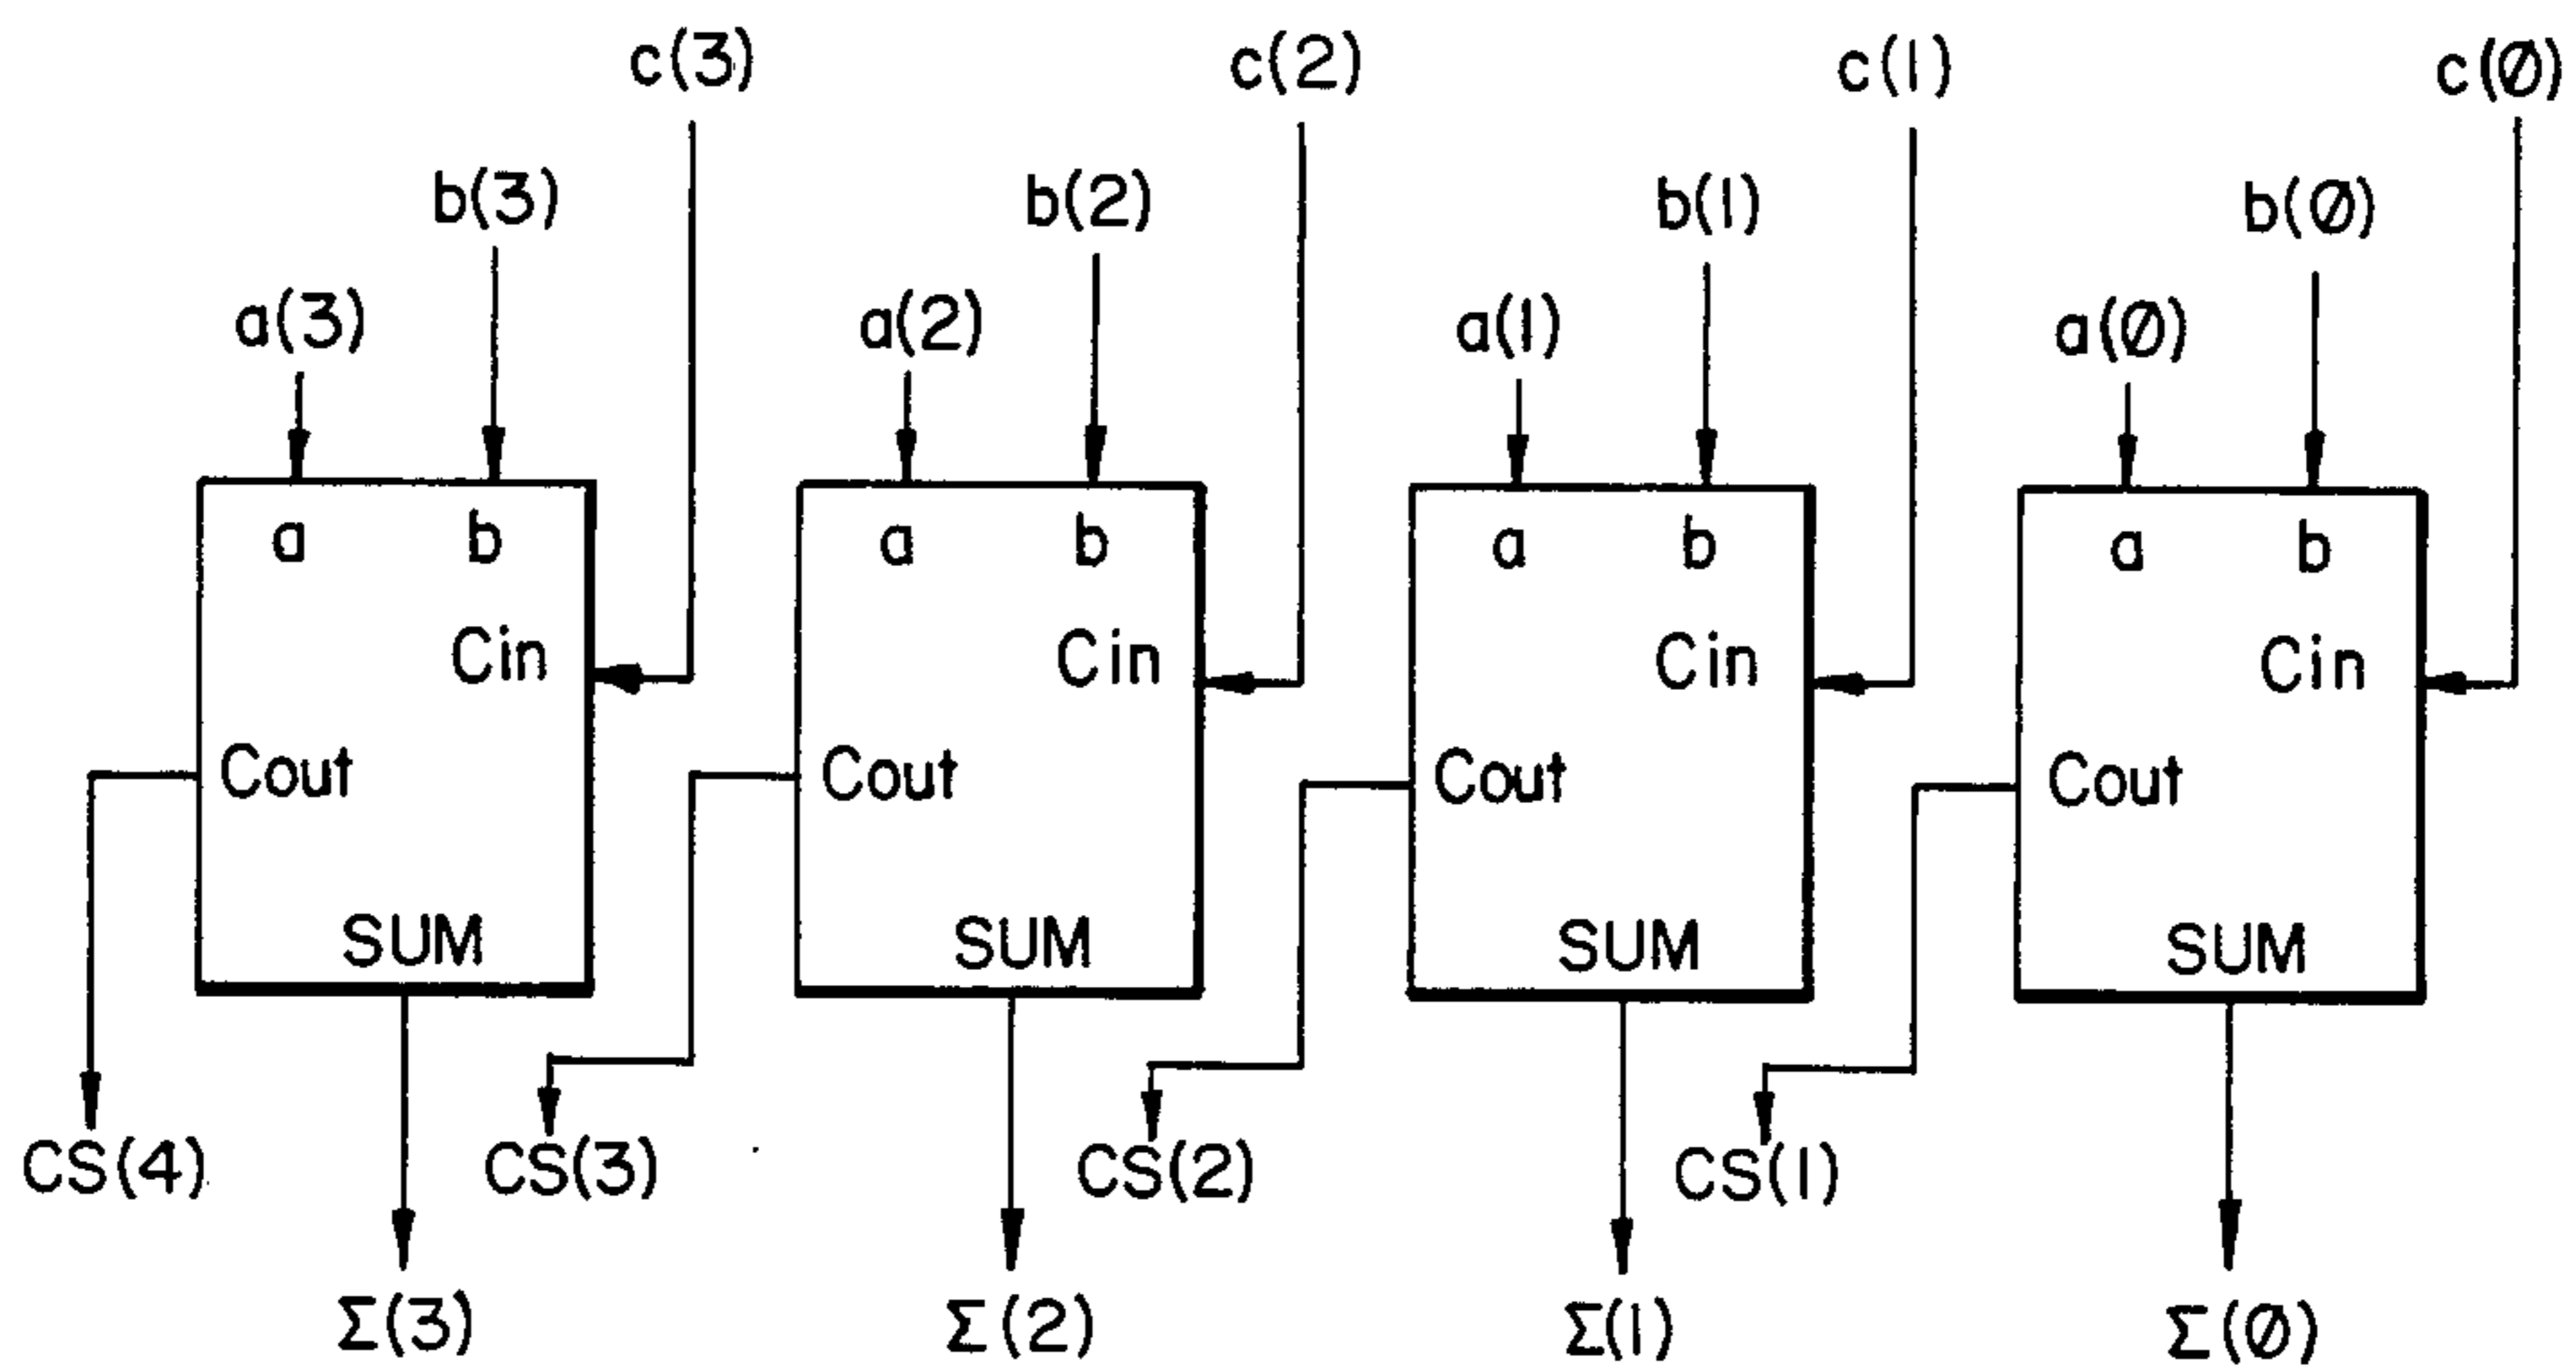 c(3) c(2) c(1) c(Ø)
b(3) b(2) b(1) b(Ø)
a(3) a(2) a(1) a(Ø)
a b a b a b a b
Cin Cin Cin Cin
Cout Cout Cout Cout
SUM SUM SUM SUM
CS(4) CS(3) CS(2) CS(1)
Σ(3) Σ(2) Σ(1) Σ(Ø)